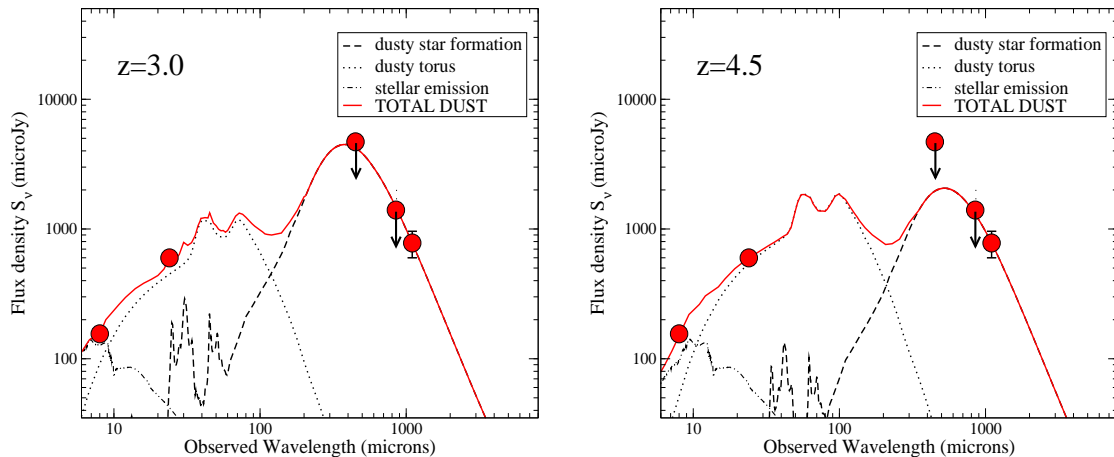 z=3.0
dusty star formation
dusty torus
stellar emission
TOTAL DUST
10000
1000
100
Flux density Sν (microJy)
10
100
1000
Observed Wavelength (microns)
z=4.5
dusty star formation
dusty torus
stellar emission
TOTAL DUST
10000
1000
100
Flux density Sν (microJy)
10
100
1000
Observed Wavelength (microns)